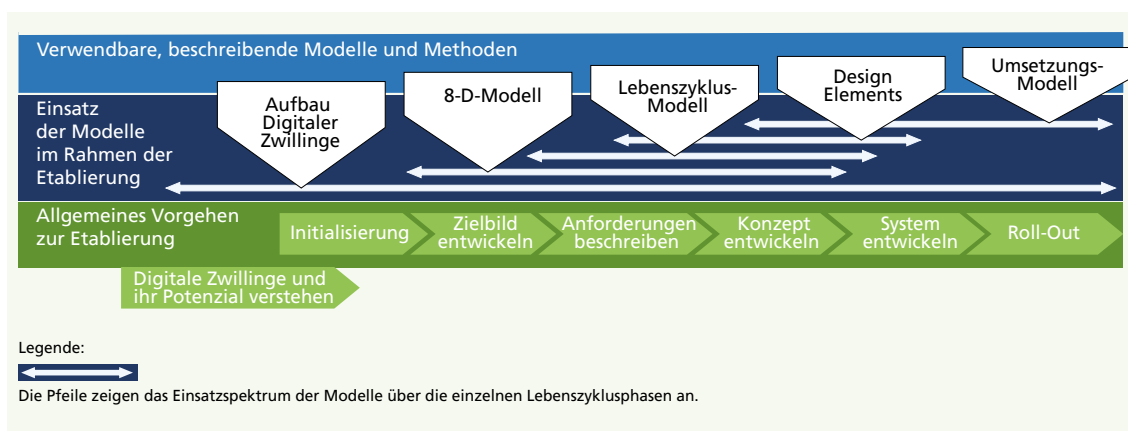 Verwendbare, beschreibende Modelle und Methoden
Aufbau
Digitaler
Zwillinge
8-D-Modell
Lebenszyklus-
Modell
Design
Elements
Umsetzungs-
Modell
Einsatz
der Modelle
im Rahmen der
Etablierung
Allgemeines Vorgehen
zur Etablierung
Initialisierung
Zielbild
entwickeln
Anforderungen
beschreiben
Konzept
entwickeln
System
entwickeln
Roll-Out
Digitale Zwillinge und
ihr Potenzial verstehen
Legende:
Die Pfeile zeigen das Einsatzspektrum der Modelle über die einzelnen Lebenszyklusphasen an.